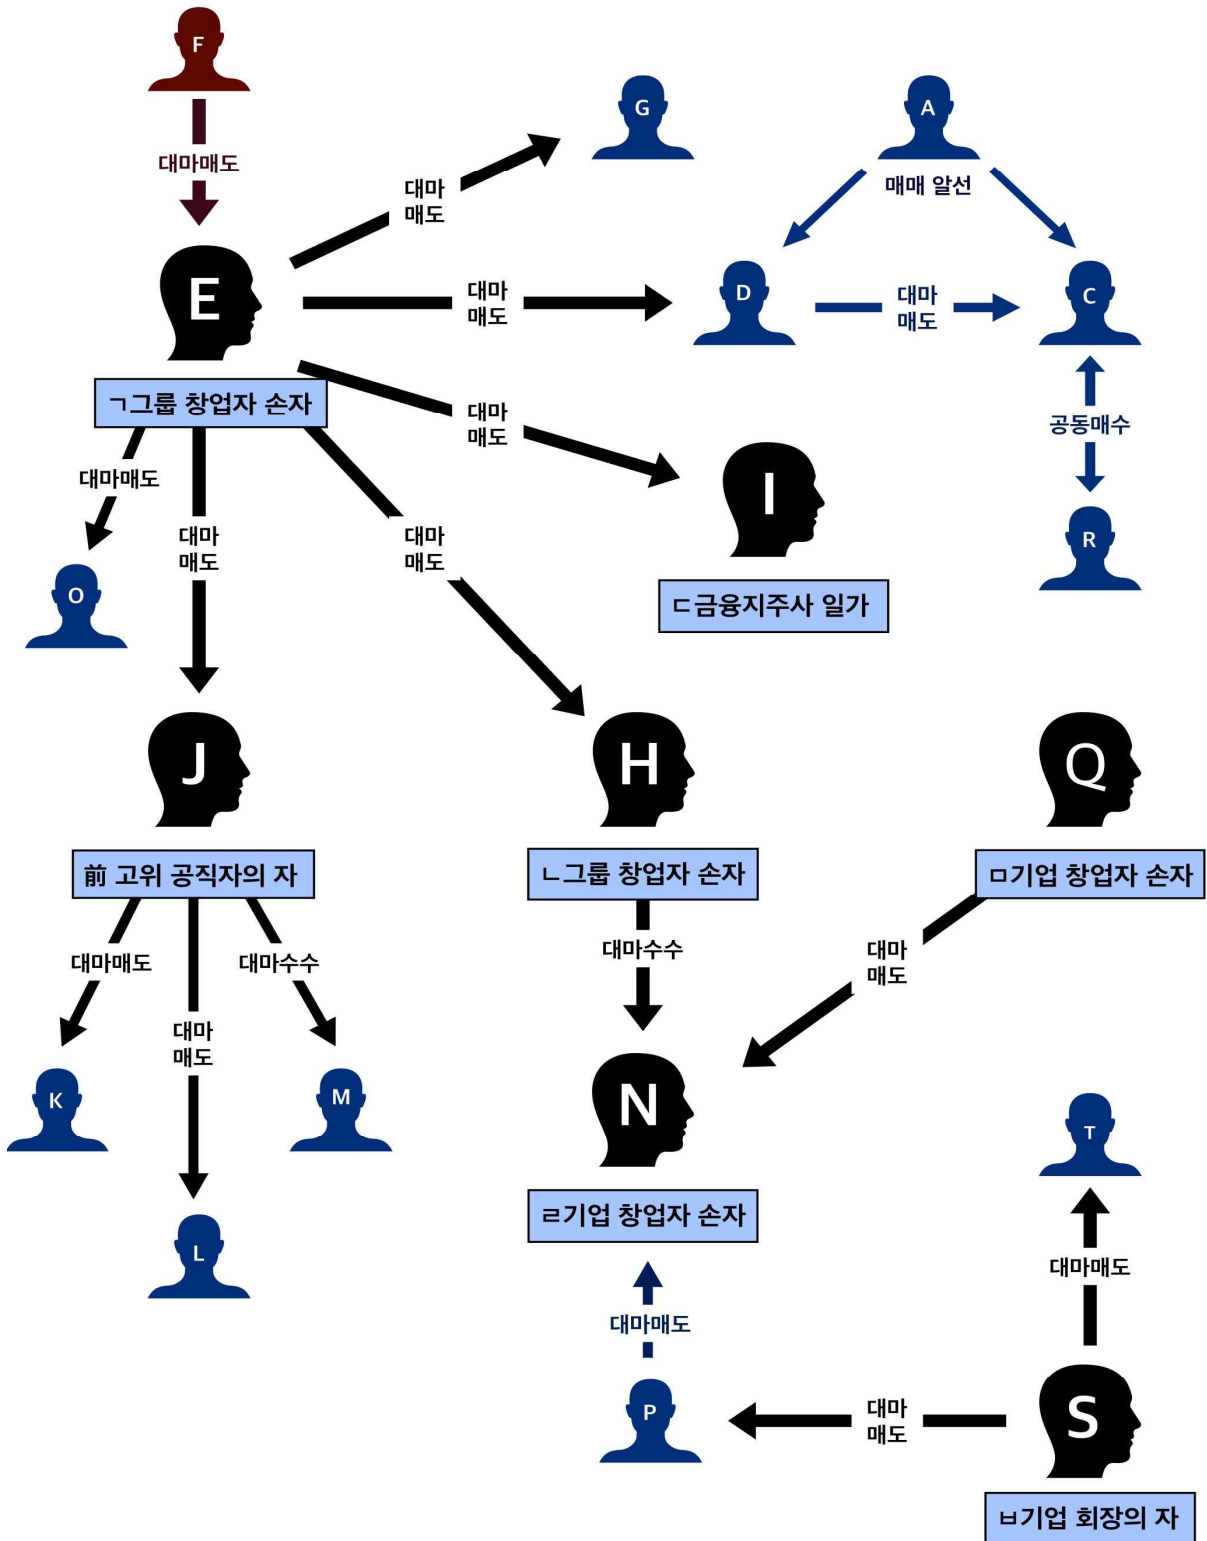 F
대마매도
G
A
대마
매도
매매 알선
E
대마
매도
D
대마
매도
C
ㄱ그룹 창업자 손자
대마
매도
공동매수
대마매도
I
대마
매도
대마
매도
R
O
ㄷ금융지주사 일가
J
H
Q
前 고위 공직자의 자
ㄴ그룹 창업자 손자
ㅁ기업 창업자 손자
대마매도
대마수수
대마수수
대마
매도
대마
매도
K
M
N
T
ㄹ기업 창업자 손자
L
대마매도
대마매도
P
대마
매도
S
ㅂ기업 회장의 자